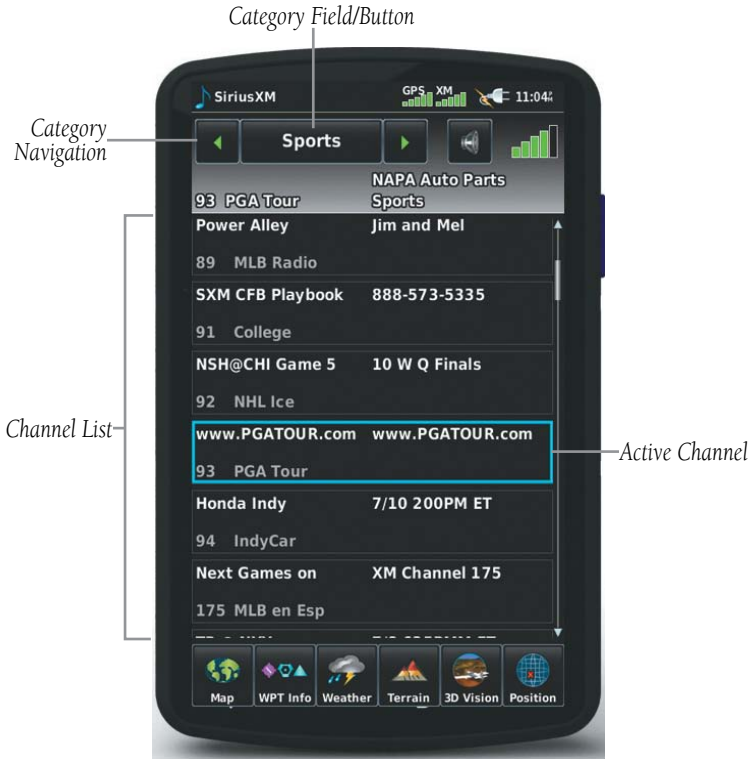 Category Field/Button
SiriusXM GPS XM 11:04
Category
Navigation
Sports
NAPA Auto Parts
93 PGA Tour Sports
Power Alley Jim and Mel
89 MLB Radio
SXM CFB Playbook 888-573-5335
91 College
NSH@CHI Game 5 10 W Q Finals
92 NHL Ice
Channel List
www.PGATOUR.com www.PGATOUR.com
Active Channel
93 PGA Tour
Honda Indy 7/10 200PM ET
94 IndyCar
Next Games on XM Channel 175
175 MLB en Esp
Map WPT Info Weather Terrain 3D Vision Position